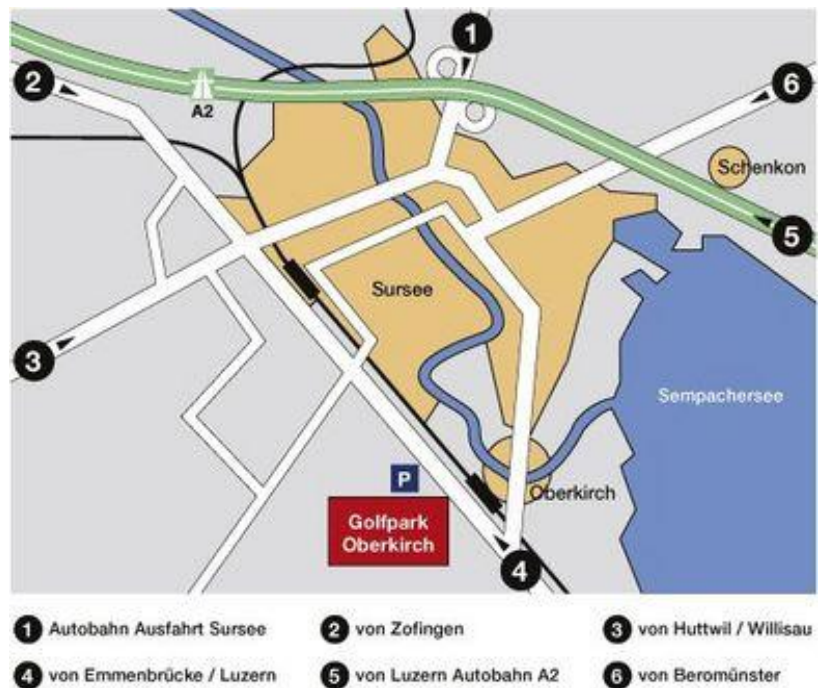 1
2
6
A2
Schenkon
5
Sursee
3
Sempachersee
P
Oberkirch
Golfpark
Oberkirch
4
1 Autobahn Ausfahrt Sursee
2 von Zofingen
3 von Huttwil / Willisau
4 von Emmenbrücke / Luzern
5 von Luzern Autobahn A2
6 von Beromünster